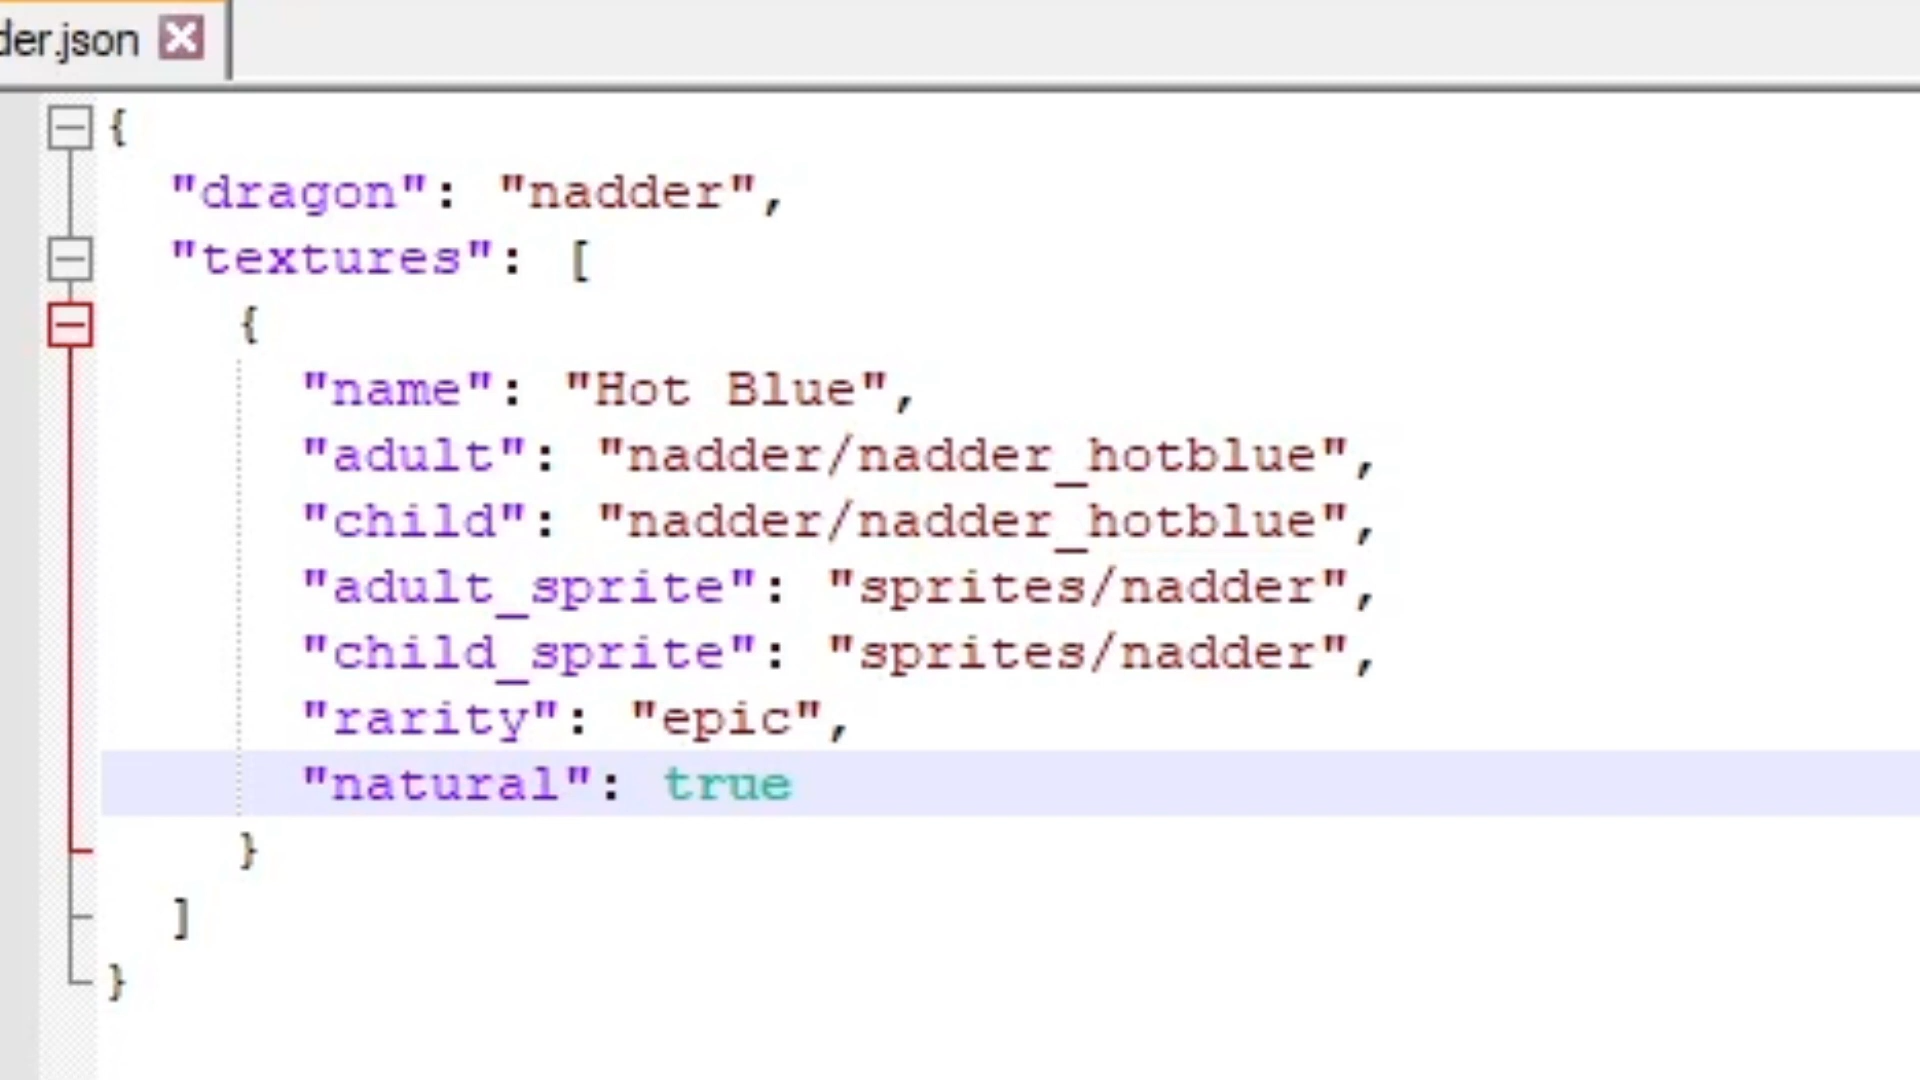 der.json
{
"dragon": "nadder",
"textures": [
{
"name": "Hot Blue",
"adult": "nadder/nadder_hotblue",
"child": "nadder/nadder_hotblue",
"adult_sprite": "sprites/nadder",
"child_sprite": "sprites/nadder",
"rarity": "epic",
"natural": true
}
]
}